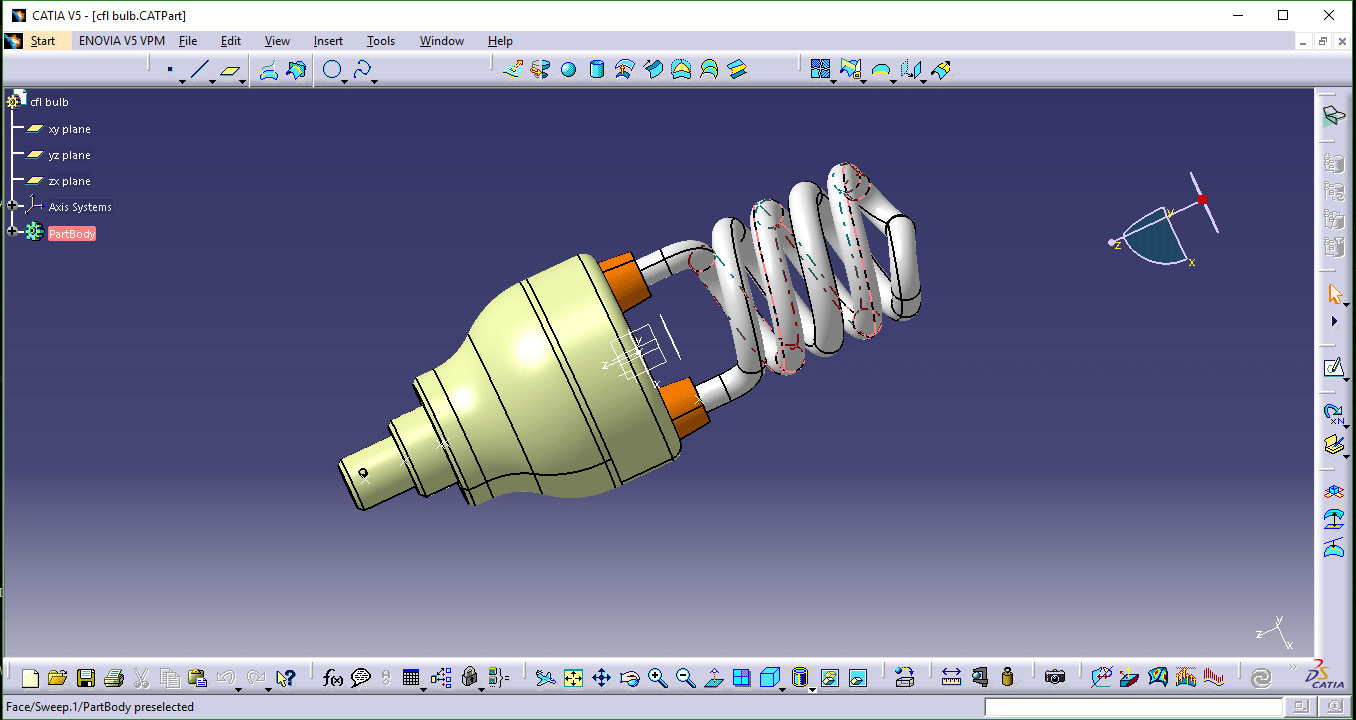 CATIA V5 - [cfl bulb.CATPart]
Start ENOVIA V5 VPM File Edit View Insert Tools Window Help
cfl bulb
xy plane
yz plane
zx plane
Axis Systems
PartBody
y
z
x
y
z
x
y
z
x
f(x)
xN
CATIA
Face/Sweep.1/PartBody preselected